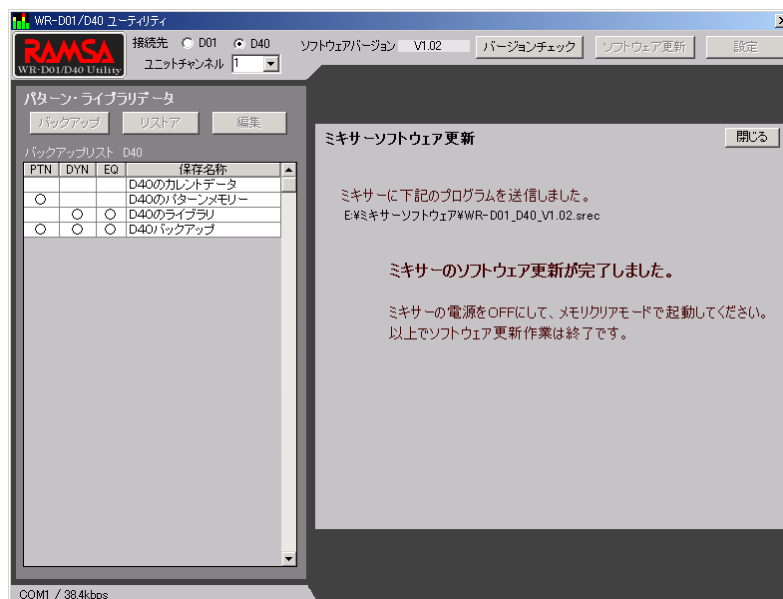 WR-D01/D40 ユーティリティ
RAMSA
WR-D01/D40 Utility
接続先 D01 D40
ユニットチャンネル 1
ソフトウェアバージョン V1.02 バージョンチェック ソフトウェア更新 設定
パターン・ライブラリデータ
バックアップ リストア 編集
バックアップリスト D40
PTN DYN EQ 保存名称
D40のカレントデータ
○ D40のパターンメモリー
○ ○ D40のライブラリ
○ ○ ○ D40バックアップ
ミキサーソフトウェア更新 閉じる
ミキサーに下記のプログラムを送信しました。
E:¥ミキサーソフトウェア¥WR-D01_D40_V1.02.srec
ミキサーのソフトウェア更新が完了しました。
ミキサーの電源をOFFにして、メモリクリアモードで起動してください。
以上でソフトウェア更新作業は終了です。
COM1 / 38.4kbps